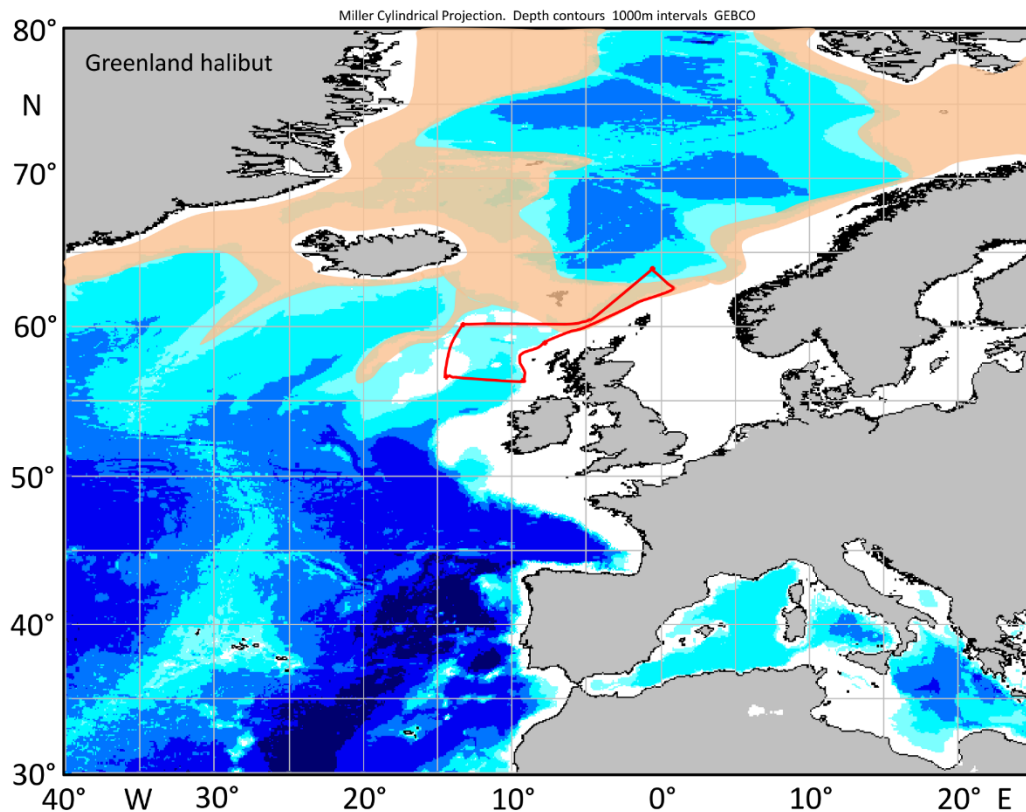 Miller Cylindrical Projection. Depth contours 1000m intervals GEBCO
80°
Greenland halibut
N
70°
60°
50°
40°
30°
40° W 30° 20° 10° 0° 10° 20° E